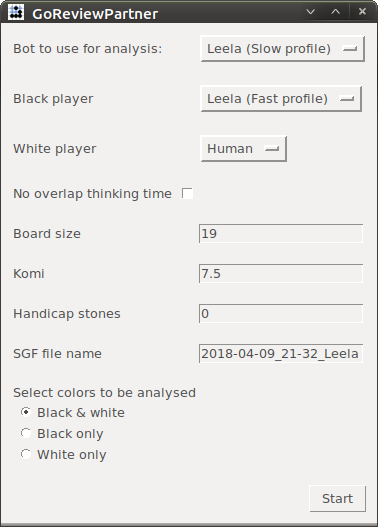 GoReviewPartner
Bot to use for analysis: Leela (Slow profile)
Black player Leela (Fast profile)
White player Human
No overlap thinking time
Board size 19
Komi 7.5
Handicap stones 0
SGF file name 2018-04-09_21-32_Leela
Select colors to be analysed
Black & white
Black only
White only
Start